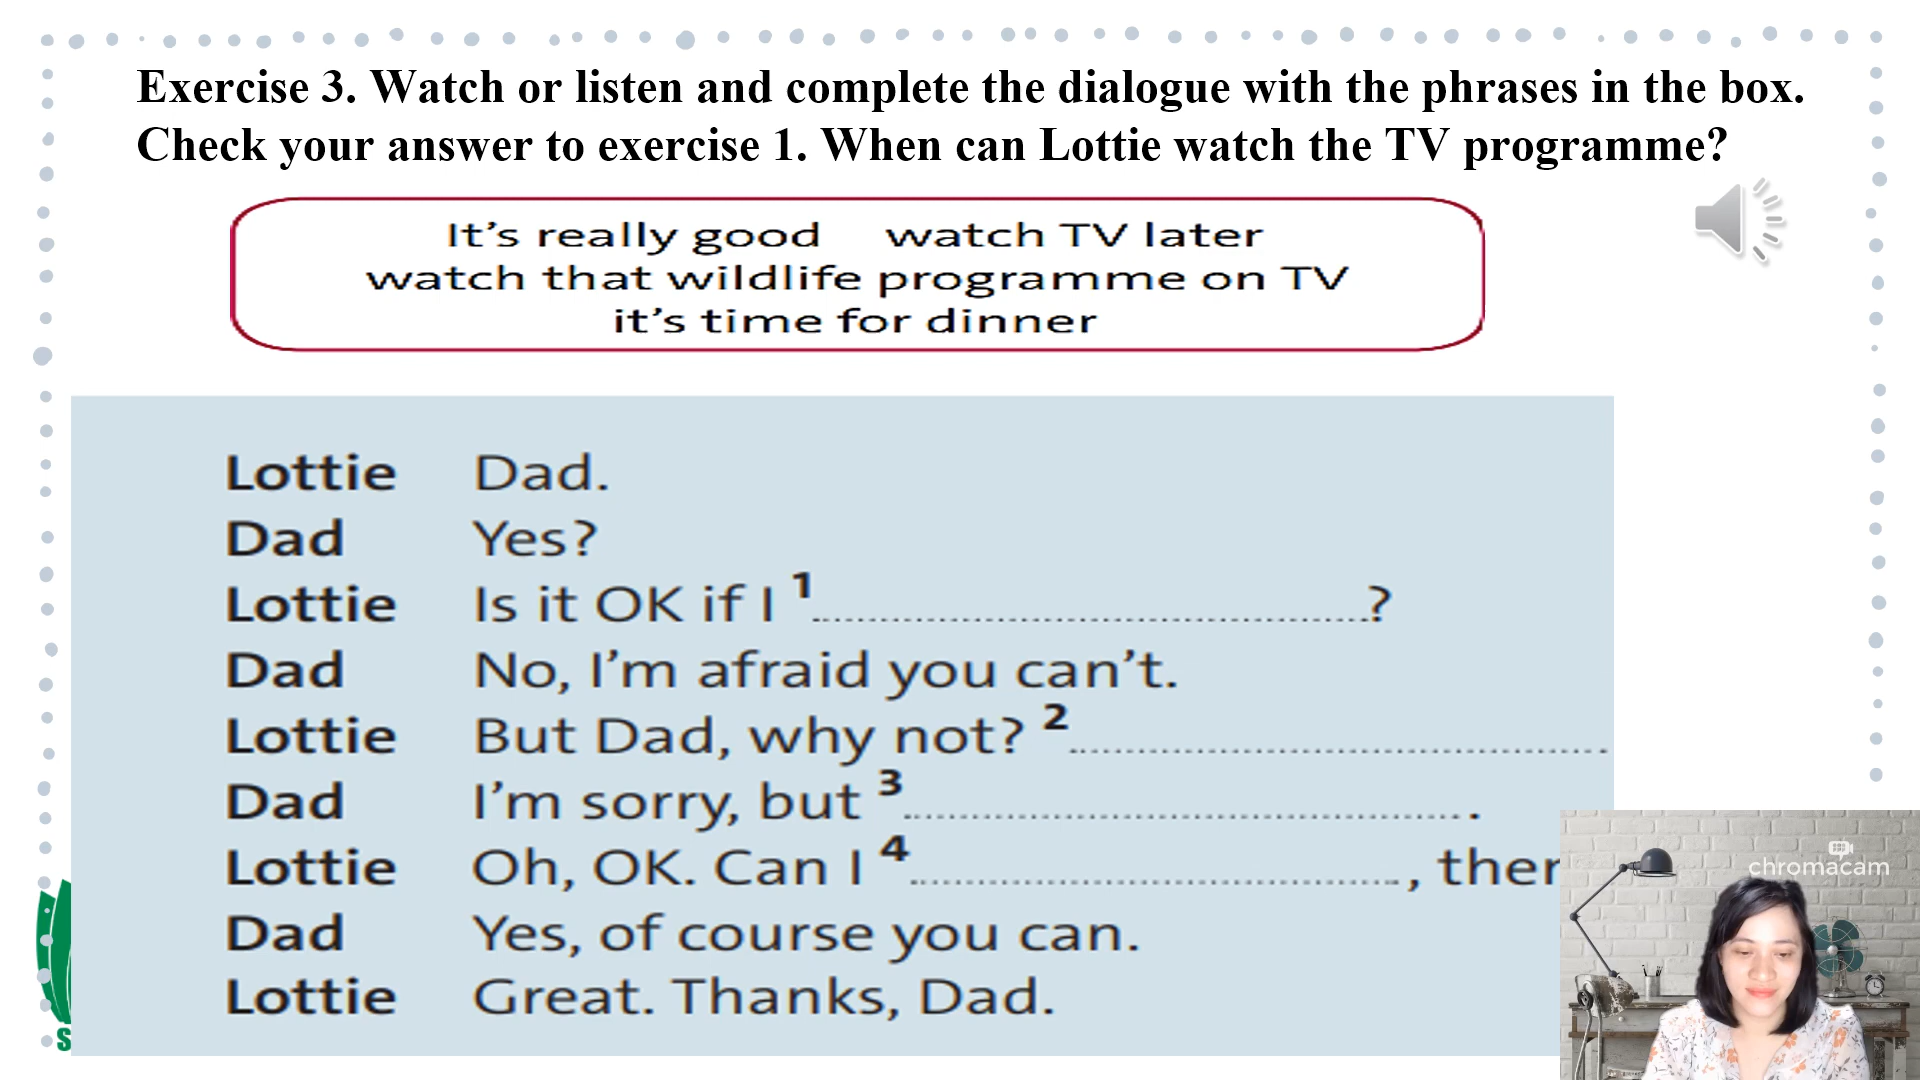 Exercise 3. Watch or listen and complete the dialogue with the phrases in the box.
Check your answer to exercise 1. When can Lottie watch the TV programme?
It's really good watch TV later
watch that wildlife programme on TV
it's time for dinner
Lottie Dad.
Dad Yes?
Lottie Is it OK if I 1..............................?
Dad No, I'm afraid you can't.
Lottie But Dad, why not? 2..............................
Dad I'm sorry, but 3.............................. .
Lottie Oh, OK. Can I 4.............................. ,
Dad Yes, of course you can.
Lottie Great. Thanks, Dad.
chromacam